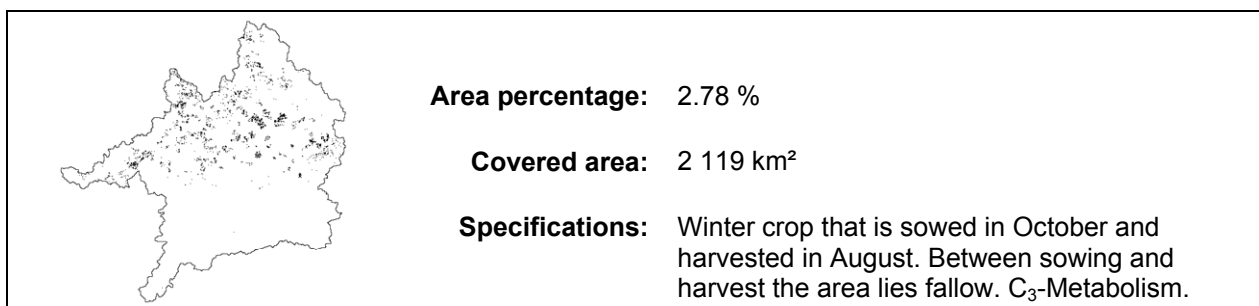 Area percentage: 2.78 %
Covered area: 2 119 km²
Specifications: Winter crop that is sowed in October and
harvested in August. Between sowing and
harvest the area lies fallow. C₃-Metabolism.